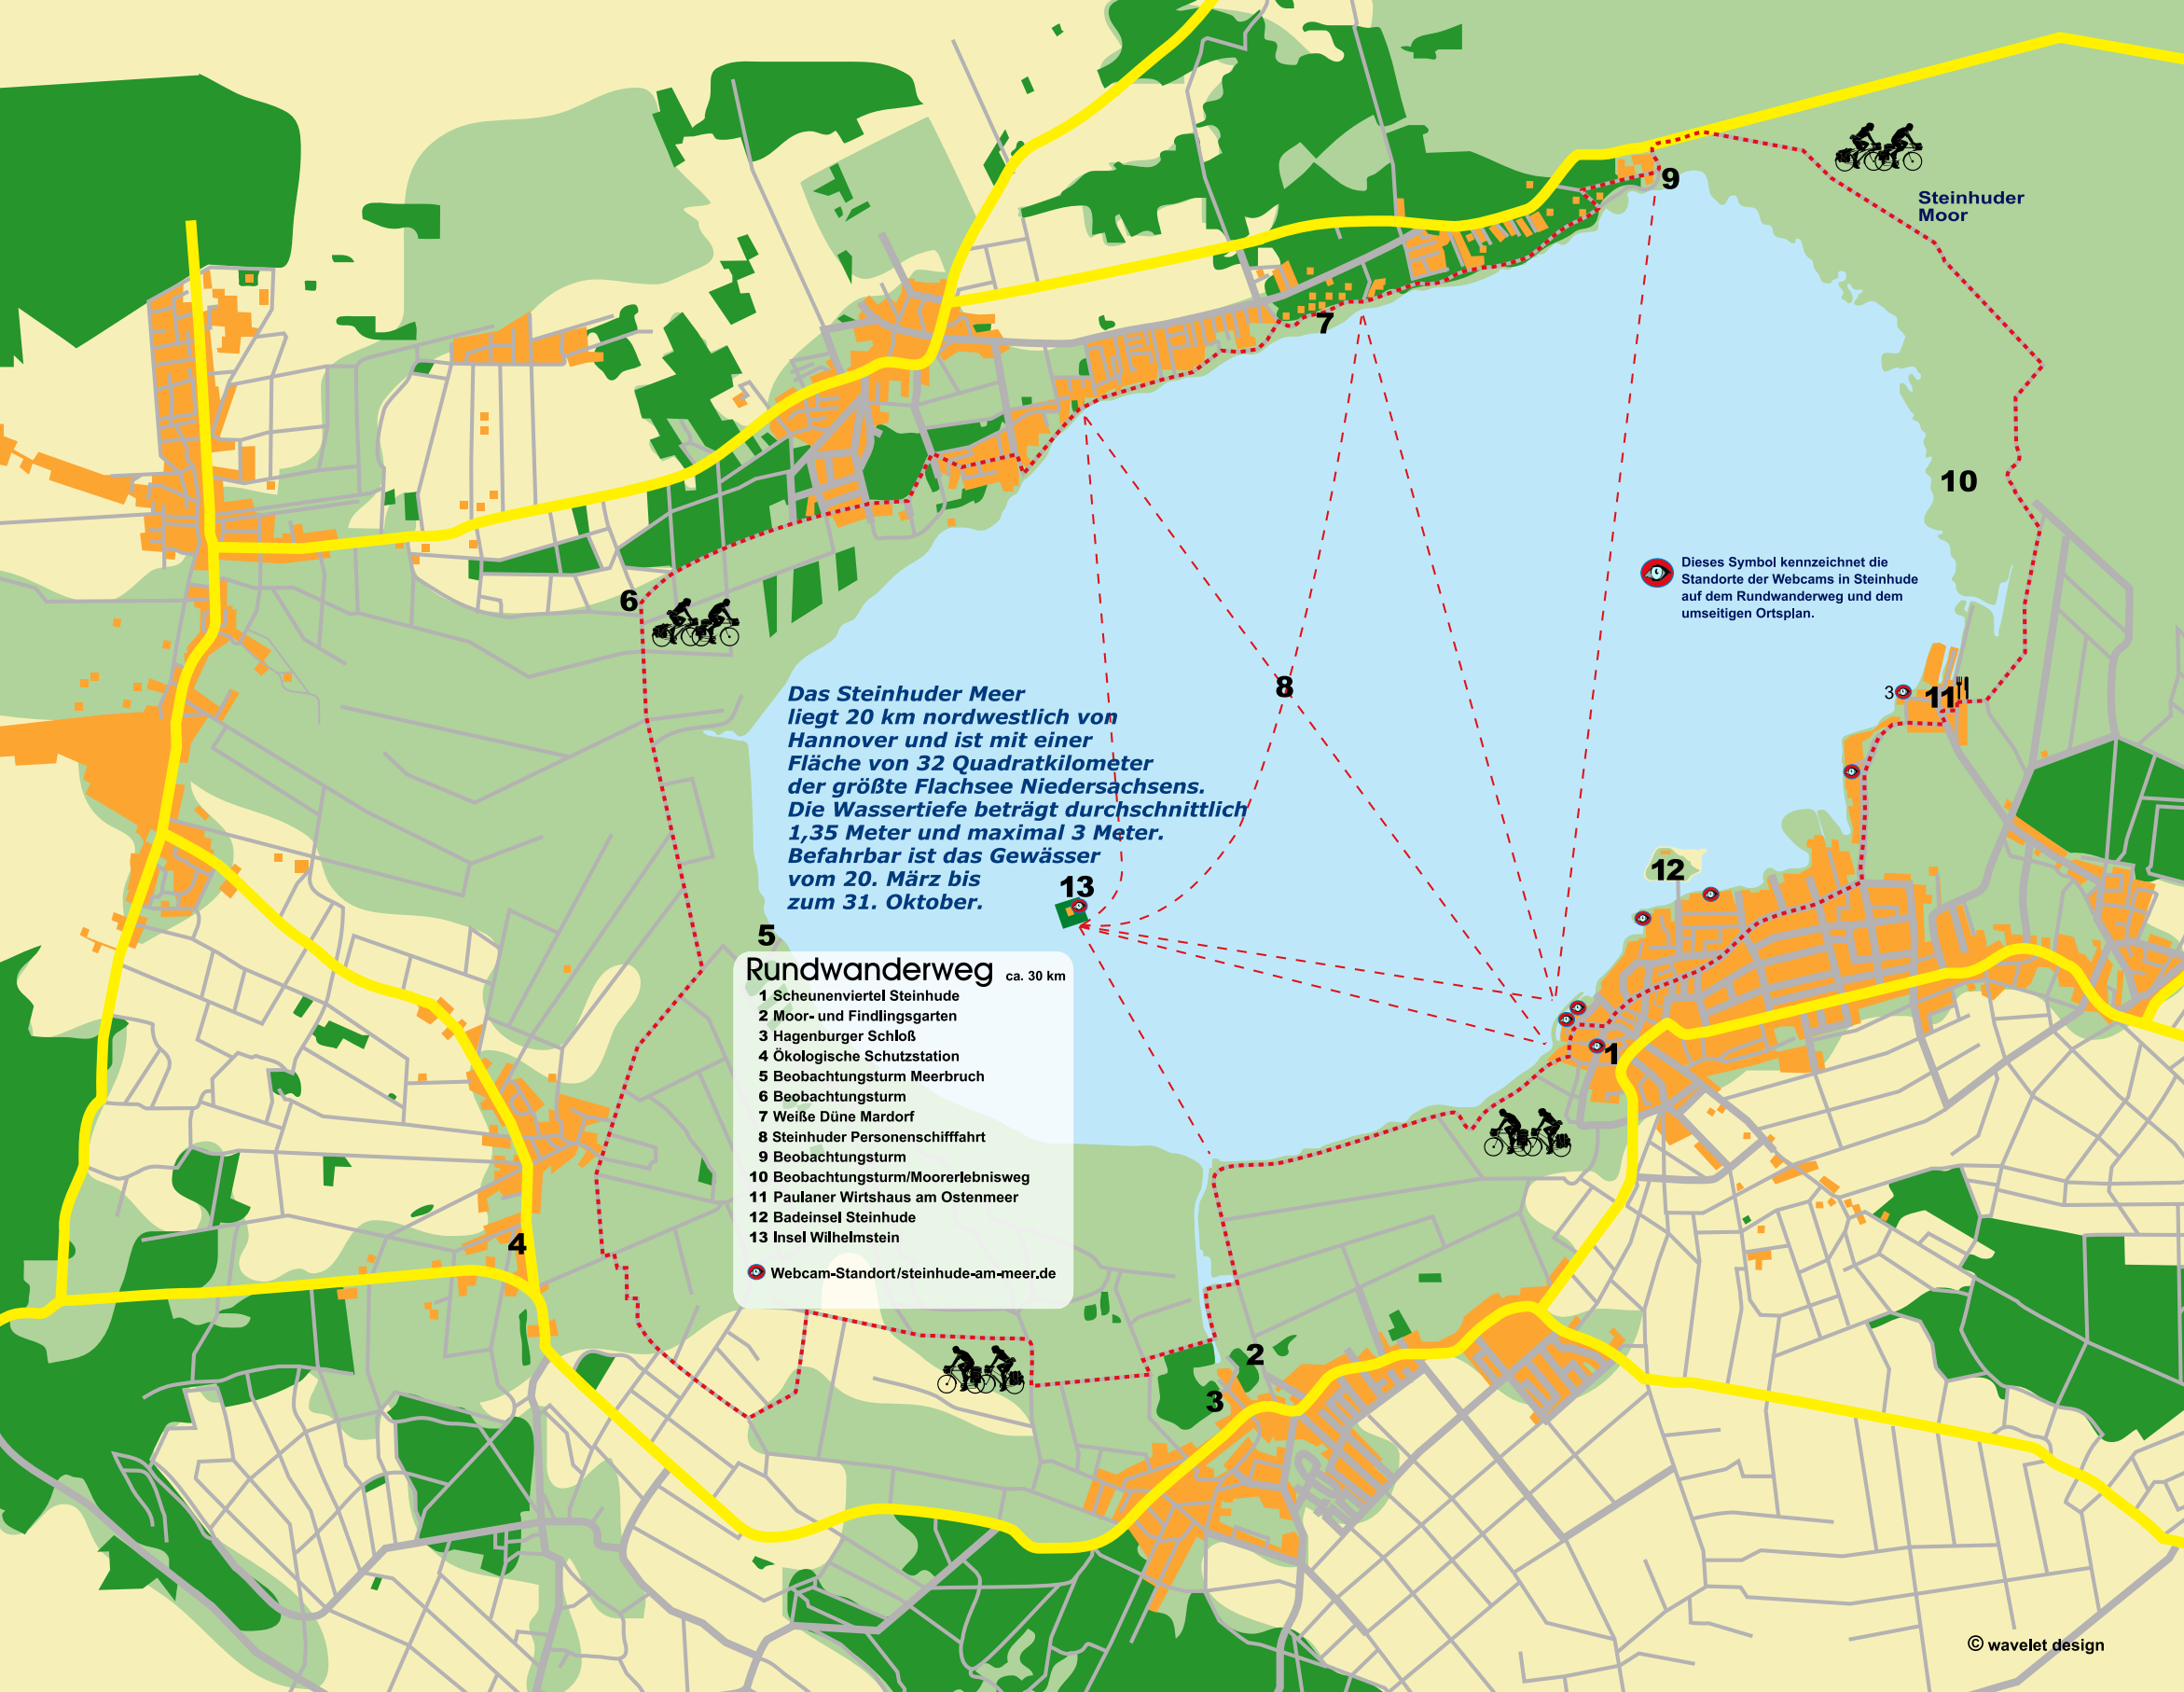 9
Steinhuder
Moor
7
10
Dieses Symbol kennzeichnet die
Standorte der Webcams in Steinhude
auf dem Rundwanderweg und dem
umseitigen Ortsplan.
6
8
3
11
Das Steinhuder Meer
liegt 20 km nordwestlich von
Hannover und ist mit einer
Fläche von 32 Quadratkilometer
der größte Flachsee Niedersachsens.
Die Wassertiefe beträgt durchschnittlich
1,35 Meter und maximal 3 Meter.
Befahrbar ist das Gewässer
vom 20. März bis
zum 31. Oktober.
12
13
5
Rundwanderweg ca. 30 km
1 Scheunenviertel Steinhude
2 Moor- und Findlingsgarten
3 Hagenburger Schloß
4 Ökologische Schutzstation
5 Beobachtungsturm Meerbruch
6 Beobachtungsturm
7 Weiße Düne Mardorf
8 Steinhuder Personenschifffahrt
9 Beobachtungsturm
10 Beobachtungsturm/Moorerlebnisweg
11 Paulaner Wirtshaus am Ostenmeer
12 Badeinsel Steinhude
13 Insel Wilhelmstein
Webcam-Standort/steinhude-am-meer.de
1
4
2
3
© wavelet design